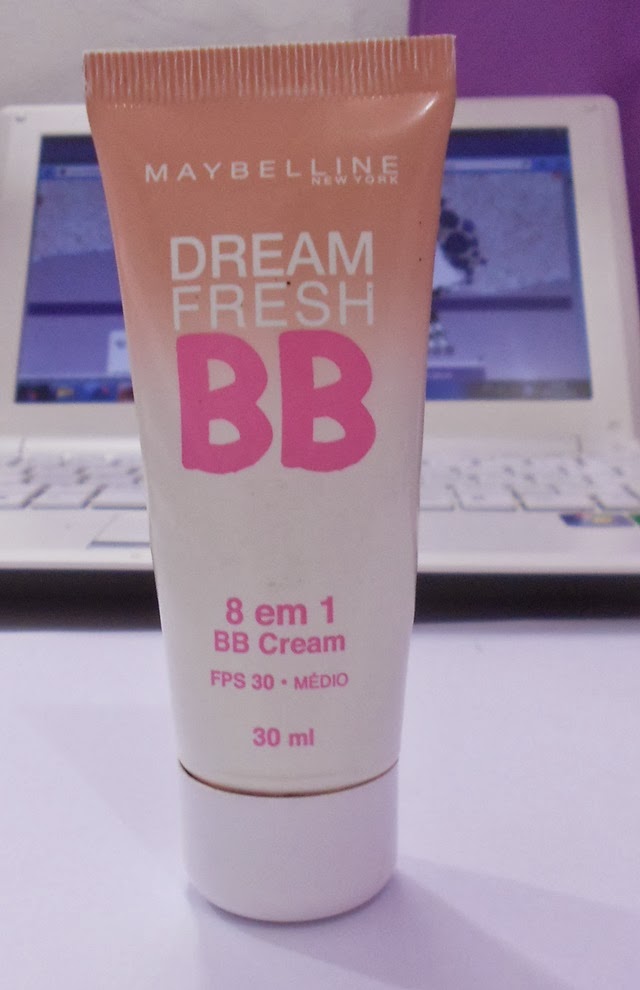 MAYBELLINE
NEW YORK
DREAM
FRESH
BB
8 em 1
BB Cream
FPS 30 • MÉDIO
30 ml